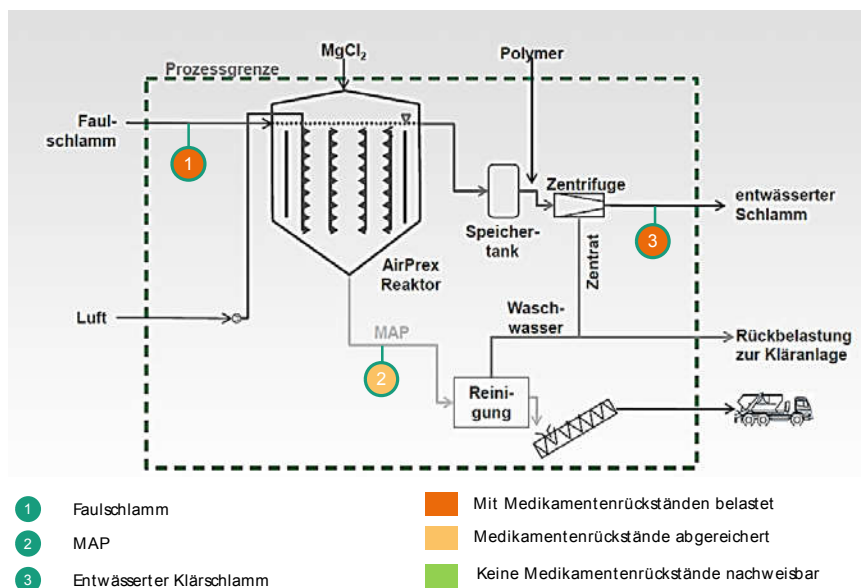 MgCl₂
Polymer
Prozessgrenze
Faul-
schlamm
1
Zentrifuge
entwässerter
Schlamm
3
Speicher-
tank
AirPrex
Reaktor
Zentrat
Luft
Wasch-
wasser
MAP
2
Rückbelastung
zur Kläranlage
Reini-
gung
1 Faulschlamm
2 MAP
3 Entwässerter Klärschlamm
Mit Medikamentenrückständen belastet
Medikamentenrückstände abgereichert
Keine Medikamentenrückstände nachweisbar